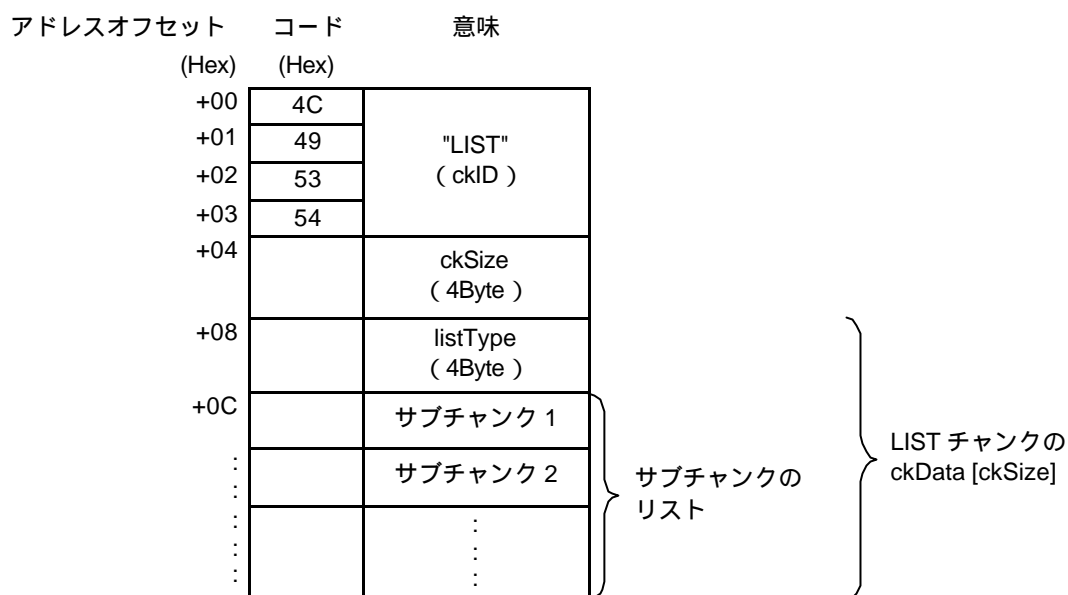 アドレスオフセット コード 意味
(Hex) (Hex)
+00 4C
+01 49 "LIST"
+02 53 （ckID）
+03 54
+04 ckSize
（4Byte）
+08 listType
（4Byte）
+0C サブチャンク 1
: サブチャンク 2
:
:
:
:
:
:
:
サブチャンクの
リスト
LIST チャンクの
ckData [ckSize]